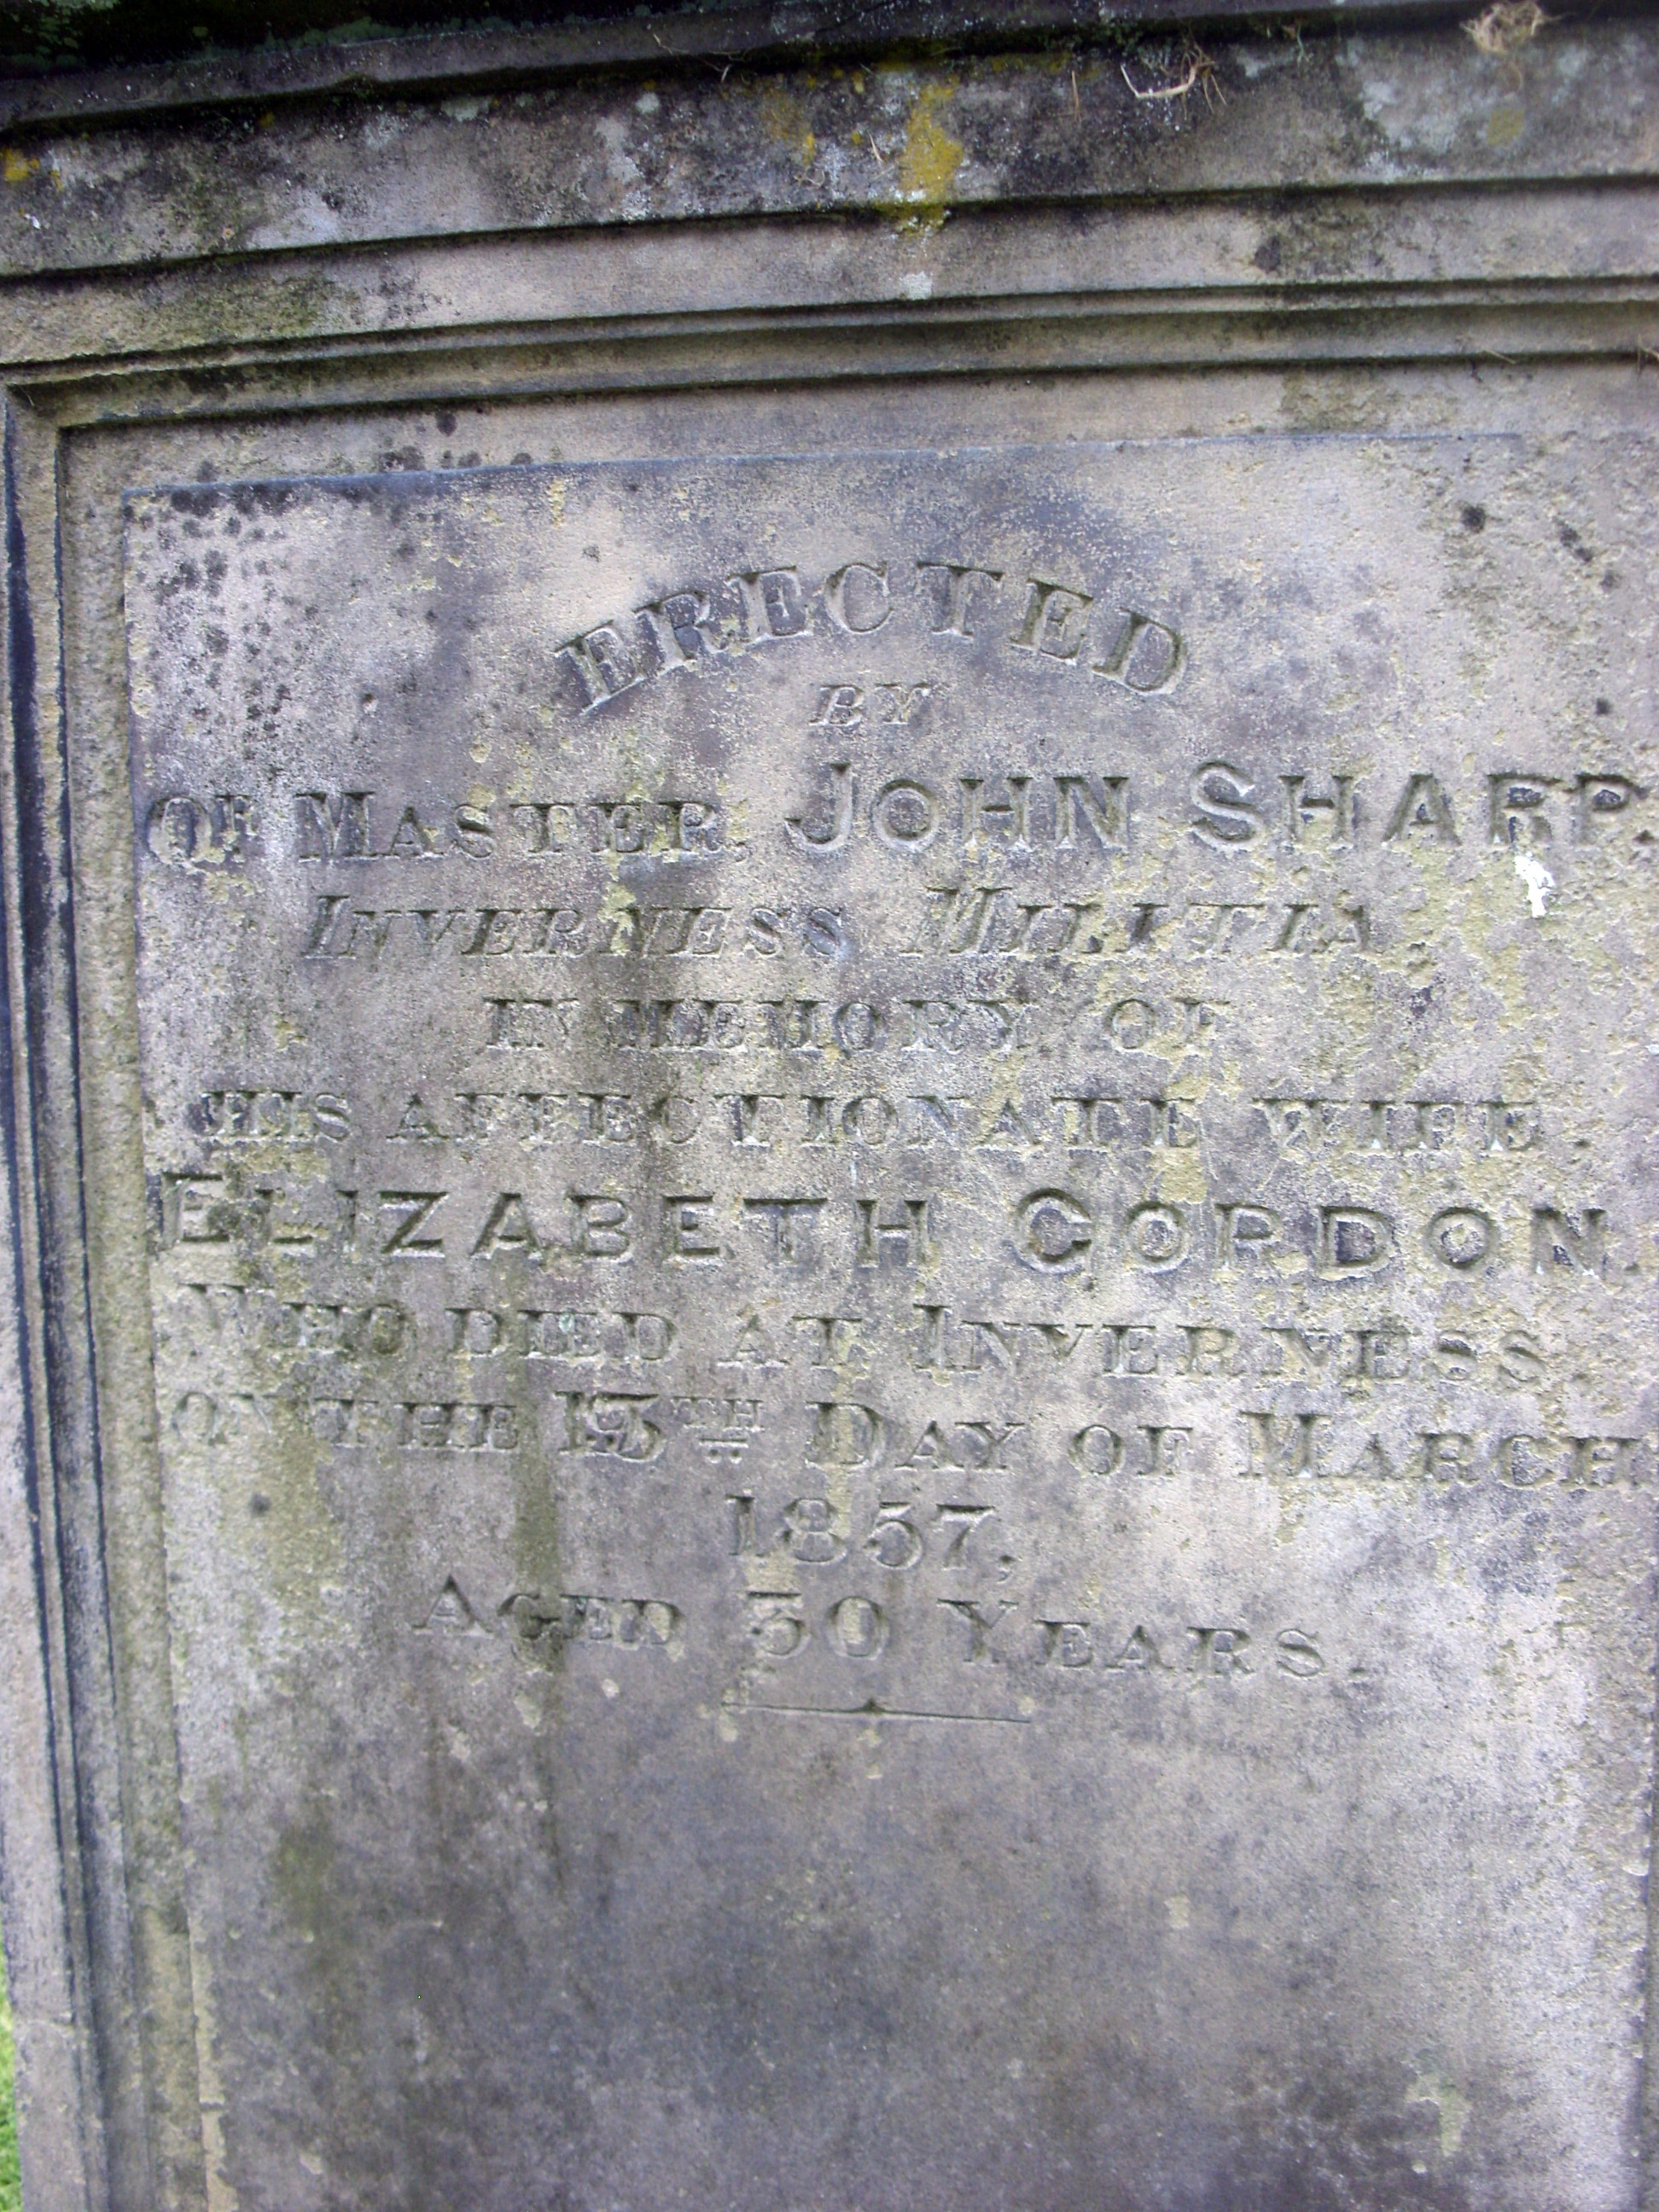 ERECTED
BY
QR MASTER, JOHN SHARP.
INVERNESS MILITIA,
IN MEMORY OF
HIS AFFECTIONATE WIFE
ELIZABETH GORDON.
WHO DIED AT INVERNESS
ON THE 13TH DAY OF MARCH
1857,
AGED 30 YEARS.